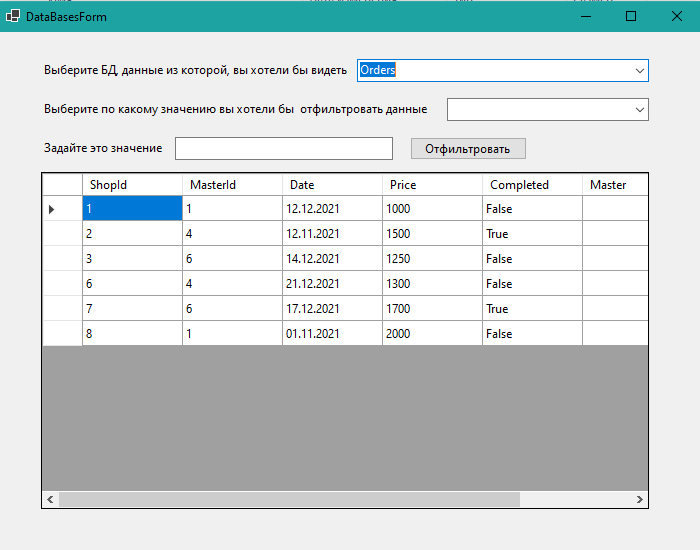 DataBasesForm
Выберите БД, данные из которой, вы хотели бы видеть Orders
Выберите по какому значению вы хотели бы отфильтровать данные
Задайте это значение Отфильтровать
ShopId MasterId Date Price Completed Master
1 1 12.12.2021 1000 False
2 4 12.11.2021 1500 True
3 6 14.12.2021 1250 False
6 4 21.12.2021 1300 False
7 6 17.12.2021 1700 True
8 1 01.11.2021 2000 False